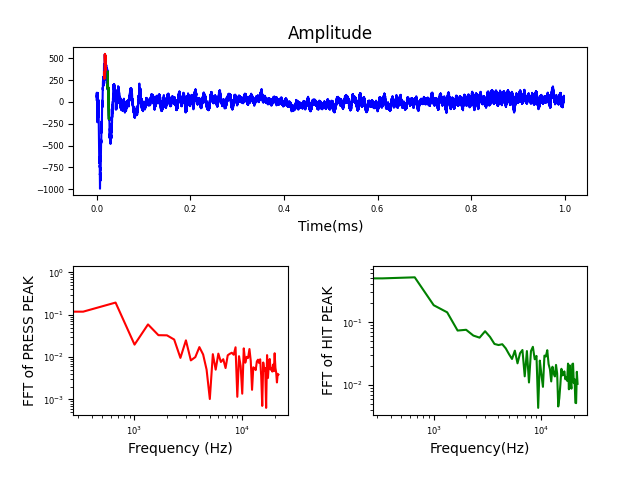 Amplitude
500
250
0
−250
−500
−750
−1000
0.0 0.2 0.4 0.6 0.8 1.0
Time(ms)
FFT of PRESS PEAK
10⁰
10⁻¹
10⁻²
10⁻³
10³ 10⁴
Frequency (Hz)
FFT of HIT PEAK
10⁻¹
10⁻²
10³ 10⁴
Frequency(Hz)